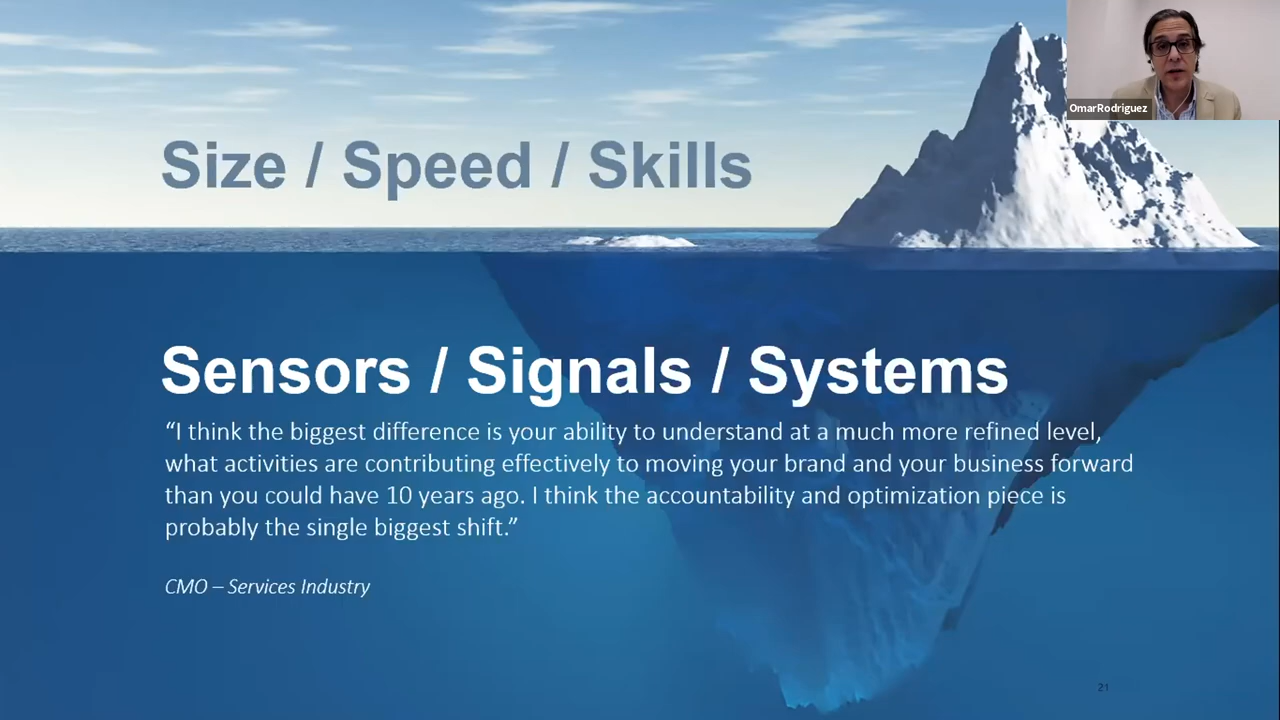 OmarRodriguez
Size / Speed / Skills
Sensors / Signals / Systems
“I think the biggest difference is your ability to understand at a much more refined level,
what activities are contributing effectively to moving your brand and your business forward
than you could have 10 years ago. I think the accountability and optimization piece is
probably the single biggest shift.”
CMO – Services Industry
21